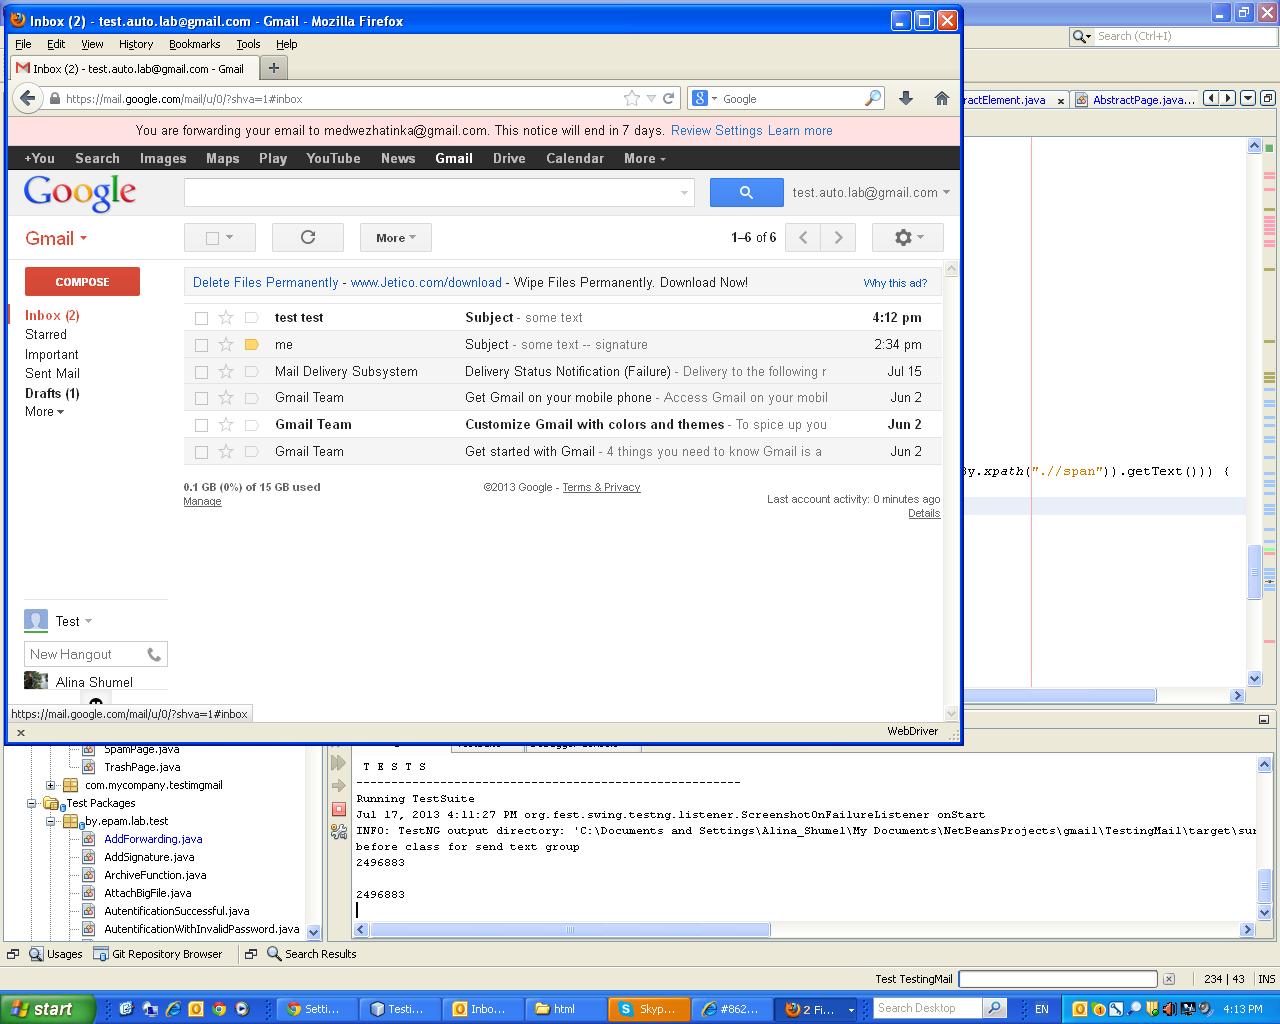 Inbox (2) - test.auto.lab@gmail.com - Gmail - Mozilla Firefox
File Edit View History Bookmarks Tools Help
Search (Ctrl+I)
Inbox (2) - test.auto.lab@gmail.com - Gmail
https://mail.google.com/mail/u/0/?shva=1#inbox
Google
ractElement.java AbstractPage.java...
You are forwarding your email to medwezhatinka@gmail.com. This notice will end in 7 days. Review Settings Learn more
+You Search Images Maps Play YouTube News Gmail Drive Calendar More
Google
test.auto.lab@gmail.com
Gmail
More
1–6 of 6
COMPOSE
Delete Files Permanently - www.Jetico.com/download - Wipe Files Permanently. Download Now! Why this ad?
Inbox (2)
Starred
Important
Sent Mail
Drafts (1)
More
test test Subject - some text 4:12 pm
me Subject - some text -- signature 2:34 pm
Mail Delivery Subsystem Delivery Status Notification (Failure) - Delivery to the following r Jul 15
Gmail Team Get Gmail on your mobile phone - Access Gmail on your mobil Jun 2
Gmail Team Customize Gmail with colors and themes - To spice up you Jun 2
Gmail Team Get started with Gmail - 4 things you need to know Gmail is a Jun 2
By.xpath(".//span")).getText())) {
0.1 GB (0%) of 15 GB used
Manage
©2013 Google - Terms & Privacy
Last account activity: 0 minutes ago
Details
Test
New Hangout
Alina Shumel
https://mail.google.com/mail/u/0/?shva=1#inbox
WebDriver
SpamPage.java
TrashPage.java
com.mycompany.testimgmail
Test Packages
by.epam.lab.test
AddForwarding.java
AddSignature.java
ArchiveFunction.java
AttachBigFile.java
AutentificationSuccessful.java
AutentificationWithInvalidPassword.java
T E S T S
-------------------------------------------------------
Running TestSuite
Jul 17, 2013 4:11:27 PM org.fest.swing.testng.listener.ScreenshotOnFailureListener onStart
INFO: TestNG output directory: 'C:\Documents and Settings\Alina_Shumel\My Documents\NetBeansProjects\gmail\TestingMail\target\sur
before class for send text group
2496883
2496883
Usages Git Repository Browser Search Results
Test TestingMail 234 | 43 INS
start Setti... Testi... Inbo... html Skyp... #862... 2 Fi... Search Desktop EN 4:13 PM